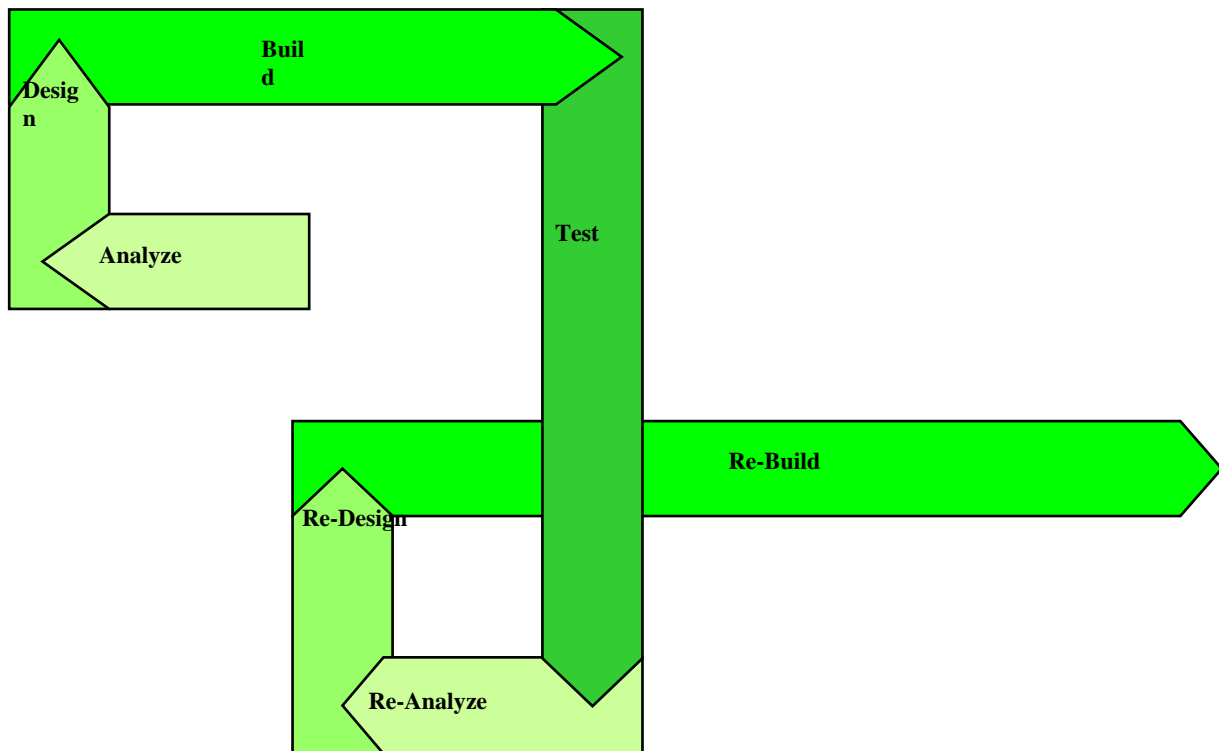 Buil
d
Desig
n
Analyze
Test
Re-Build
Re-Design
Re-Analyze